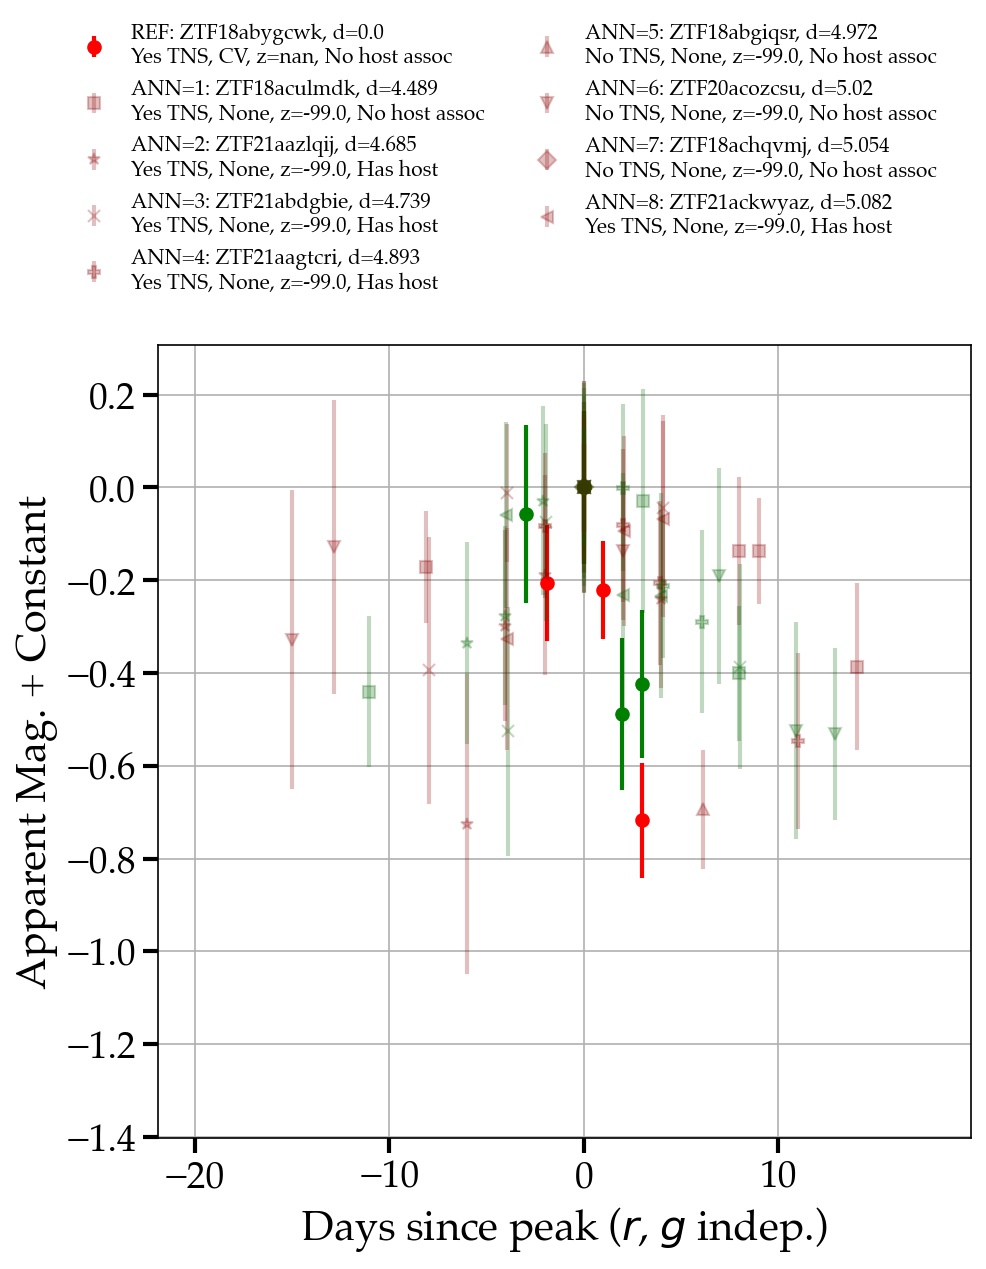 REF: ZTF18abygcwk, d=0.0
Yes TNS, CV, z=nan, No host assoc
ANN=1: ZTF18aculmdk, d=4.489
Yes TNS, None, z=-99.0, No host assoc
ANN=2: ZTF21aazlqij, d=4.685
Yes TNS, None, z=-99.0, Has host
ANN=3: ZTF21abdgbie, d=4.739
Yes TNS, None, z=-99.0, Has host
ANN=4: ZTF21aagtcri, d=4.893
Yes TNS, None, z=-99.0, Has host
ANN=5: ZTF18abgiqsr, d=4.972
No TNS, None, z=-99.0, No host assoc
ANN=6: ZTF20acozcsu, d=5.02
No TNS, None, z=-99.0, No host assoc
ANN=7: ZTF18achqvmj, d=5.054
No TNS, None, z=-99.0, No host assoc
ANN=8: ZTF21ackwyaz, d=5.082
Yes TNS, None, z=-99.0, Has host
Apparent Mag. + Constant
0.2
0.0
−0.2
−0.4
−0.6
−0.8
−1.0
−1.2
−1.4
−20
−10
0
10
Days since peak (r, g indep.)